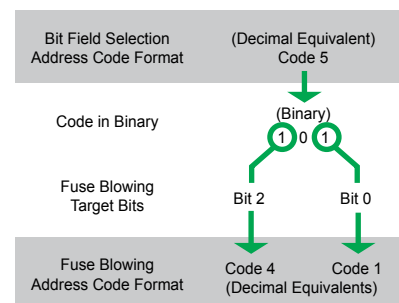 Bit Field Selection
Address Code Format
(Decimal Equivalent)
Code 5
Code in Binary
(Binary)
1 0 1
Fuse Blowing
Target Bits
Bit 2
Bit 0
Fuse Blowing
Address Code Format
Code 4
Code 1
(Decimal Equivalents)